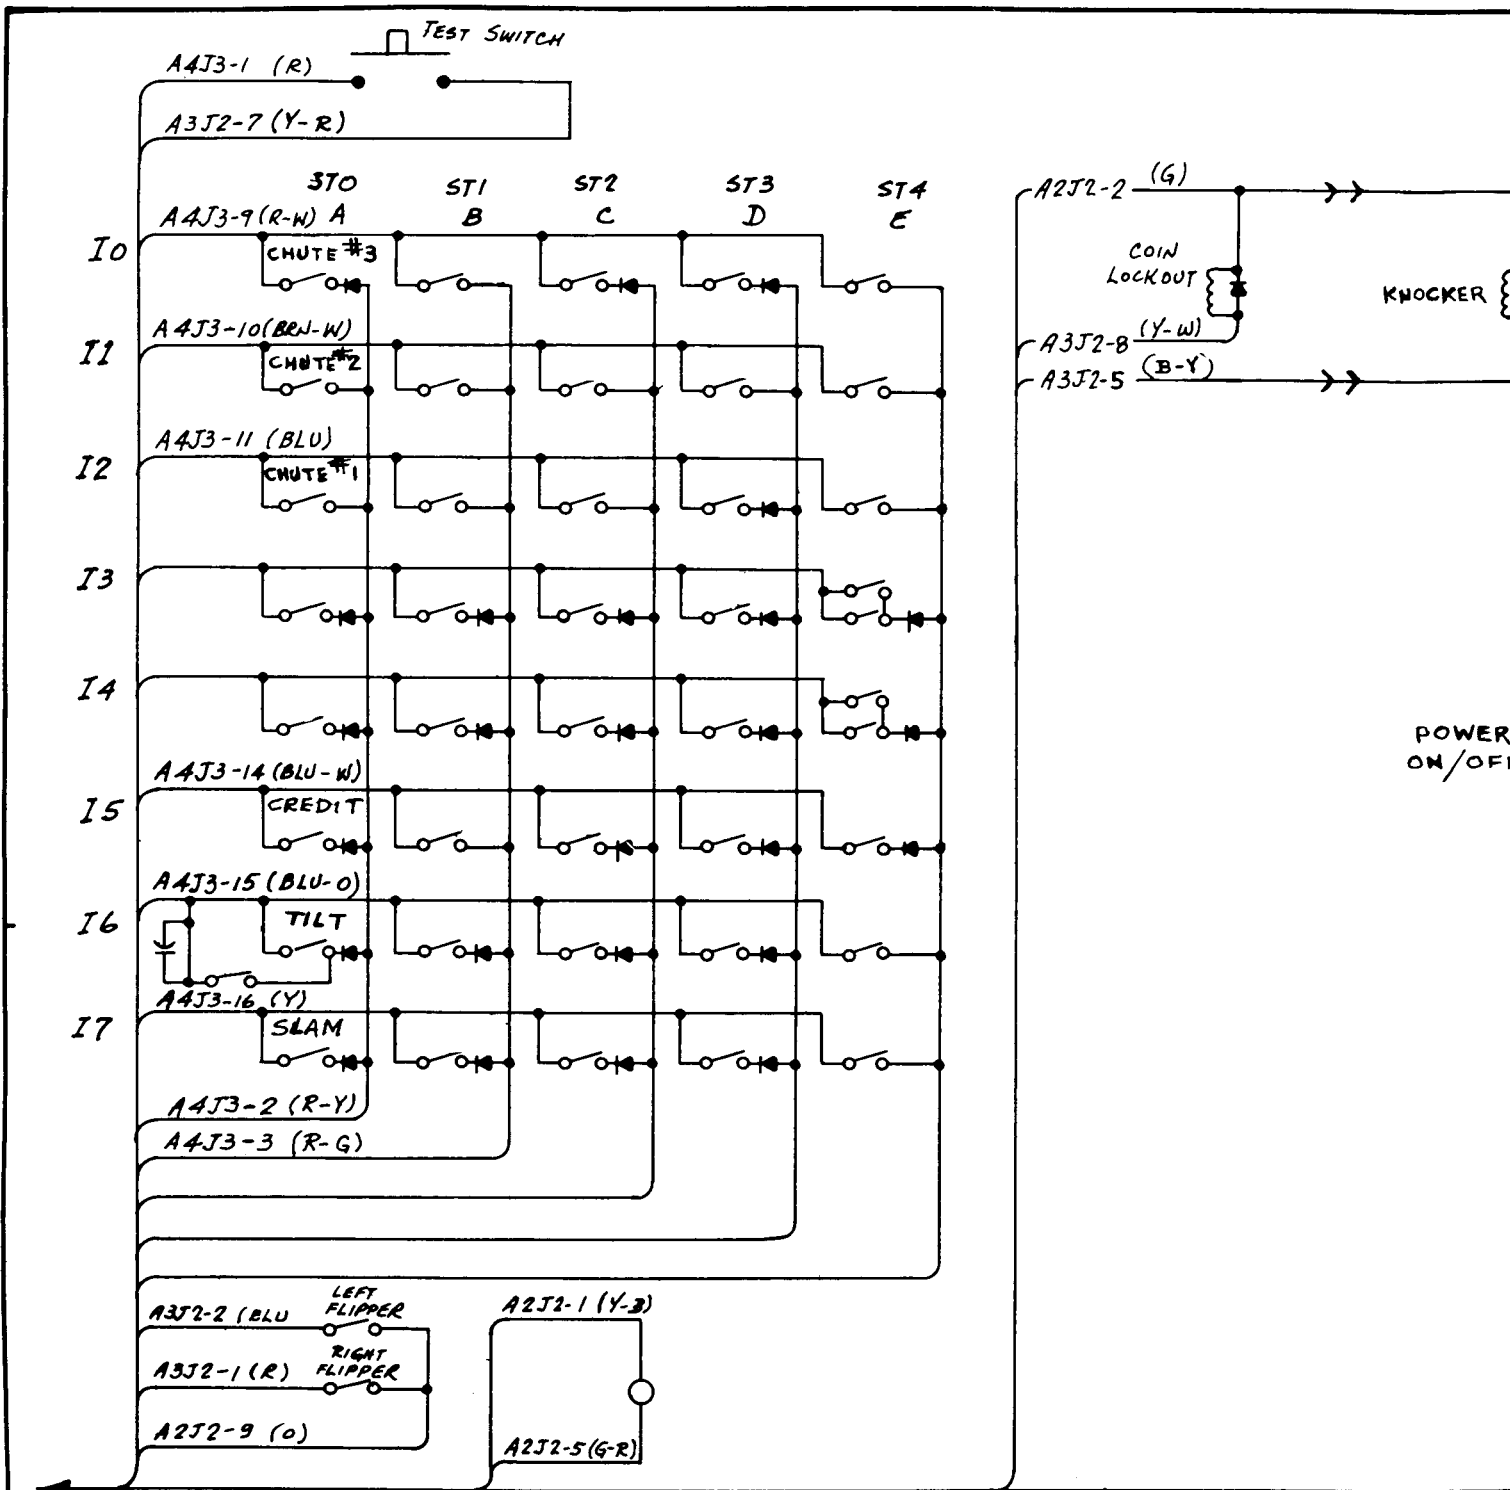 TEST SWITCH
A4J3-1 (R)
A3J2-7 (Y-R)
STO ST1 ST2 ST3 ST4
A4J3-9 (R-W) A B C D E
I0
CHUTE #3
A4J3-10 (BRN-W)
I1
CHUTE #2
A4J3-11 (BLU)
I2
CHUTE #1
I3
I4
A4J3-14 (BLU-W)
I5
CREDIT
A4J3-15 (BLU-O)
I6
TILT
A4J3-16 (Y)
I7
SLAM
A4J3-2 (R-Y)
A4J3-3 (R-G)
LEFT
FLIPPER
A3J2-2 (BLU
RIGHT
FLIPPER
A3J2-1 (R)
A2J2-9 (O)
A2J2-1 (Y-B)
A2J2-5 (G-R)
A2J2-2 (G)
COIN
LOCKOUT
KNOCKER
A3J2-8 (Y-W)
A3J2-5 (B-Y)
POWER
ON/OF